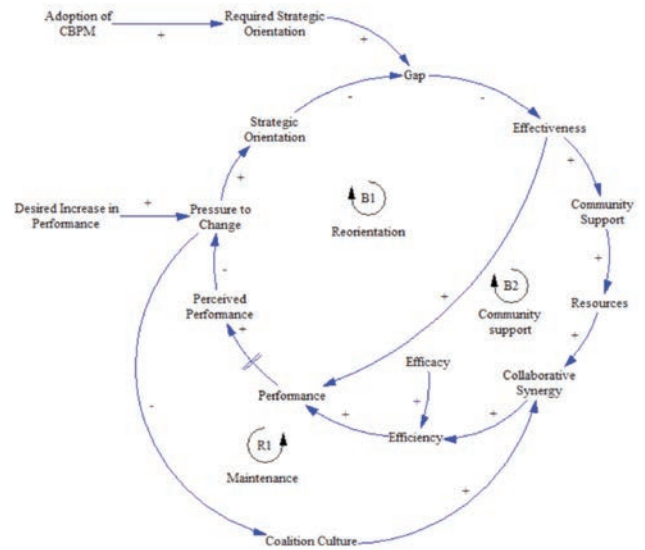 Adoption of
CBPM
+
Required Strategic
Orientation
+
Gap
-
-
Strategic
Orientation
Effectiveness
+
+
Desired Increase in
Performance
+
Pressure to
Change
B1
Reorientation
Community
Support
-
+
B2
Community
support
Resources
Perceived
Performance
+
+
+
Efficacy
Collaborative
Synergy
Performance
+
+
+
Efficiency
-
R1
Maintenance
+
Coalition Culture